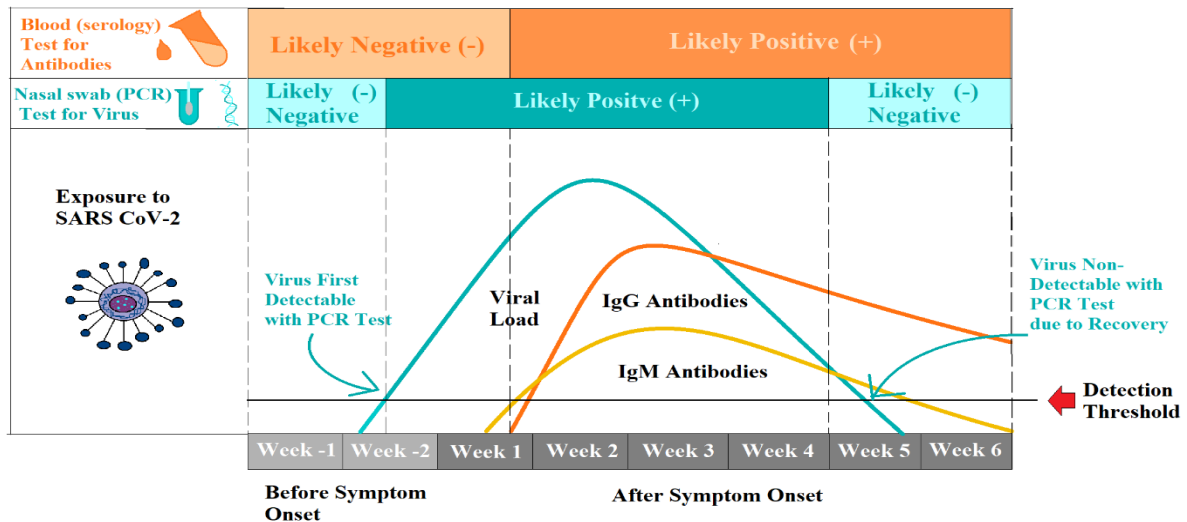 Blood (serology)
Test for
Antibodies
Likely Negative (-)
Likely Positive (+)
Nasal swab (PCR)
Test for Virus
Likely (-)
Negative
Likely Positve (+)
Likely (-)
Negative
Exposure to
SARS CoV-2
Virus First
Detectable
with PCR Test
Viral
Load
IgG Antibodies
IgM Antibodies
Virus Non-
Detectable with
PCR Test
due to Recovery
Detection
Threshold
Week -1 Week -2 Week 1 Week 2 Week 3 Week 4 Week 5 Week 6
Before Symptom
Onset
After Symptom Onset